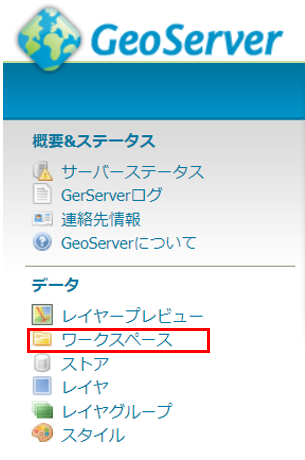 GeoServer
概要&ステータス
サーバーステータス
GerServerログ
連絡先情報
GeoServerについて
データ
レイヤープレビュー
ワークスペース
ストア
レイヤ
レイヤグループ
スタイル